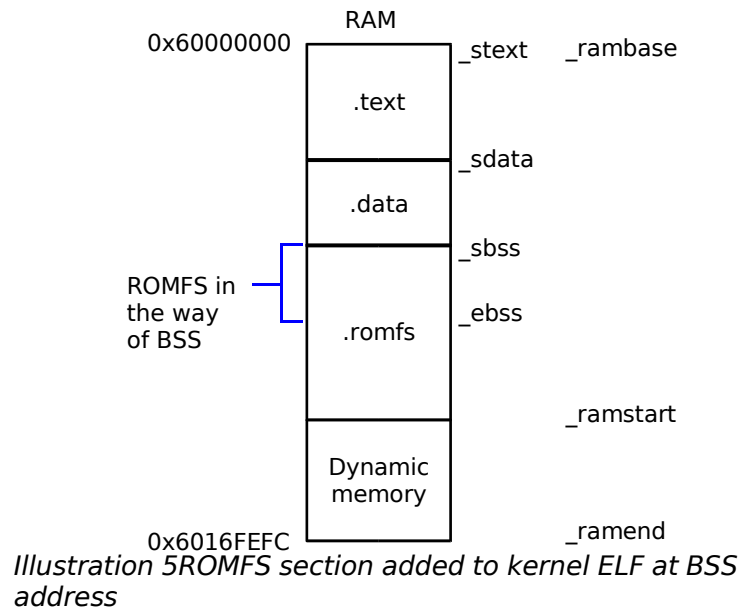 RAM
0x60000000
_stext
_rambase
.text
_sdata
.data
_sbss
ROMFS in
the way
of BSS
_ebss
.romfs
_ramstart
Dynamic
memory
0x6016FEFC
_ramend
Illustration 5ROMFS section added to kernel ELF at BSS
address